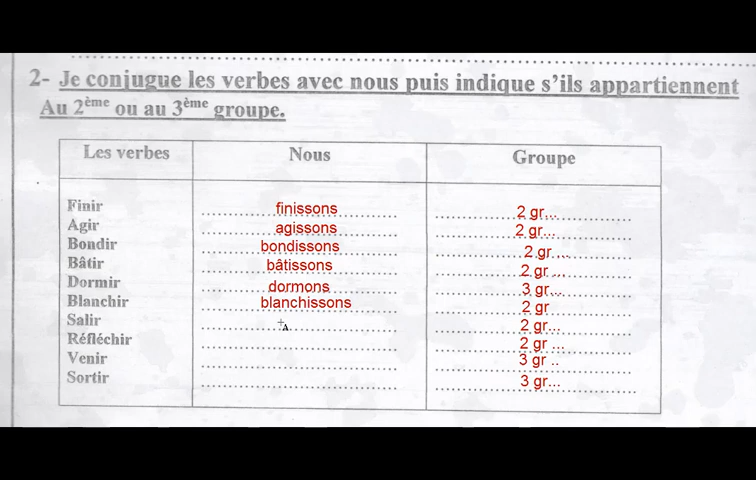 2- Je conjugue les verbes avec nous puis indique s'ils appartiennent
Au 2ème ou au 3ème groupe.
Les verbes Nous Groupe
Finir finissons 2 gr...
Agir agissons 2 gr...
Bondir bondissons 2 gr...
Bâtir bâtissons 2 gr ...
Dormir dormons 3 gr...
Blanchir blanchissons 2 gr
Salir 2 gr...
Réfléchir 2 gr ...
Venir 3 gr ..
Sortir 3 gr...